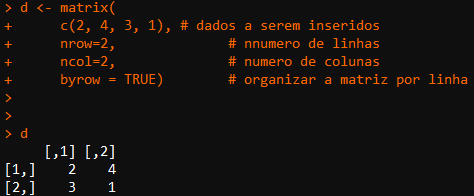 > d <- matrix(
+     c(2, 4, 3, 1), # dados a serem inseridos
+     nrow=2,            # nnumero de linhas
+     ncol=2,            # numero de colunas
+     byrow = TRUE)      # organizar a matriz por linha
>
>
> d
     [,1] [,2]
[1,]    2    4
[2,]    3    1